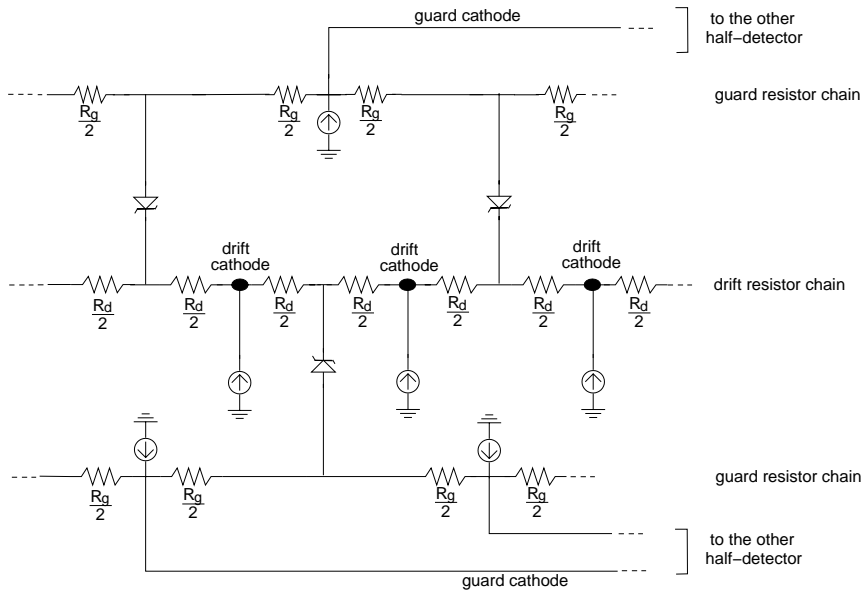 guard cathode
to the other
half−detector
guard resistor chain
Rg
2
Rg
2
Rg
2
Rg
2
drift
cathode
drift
cathode
drift
cathode
drift resistor chain
Rd
2
Rd
2
Rd
2
Rd
2
Rd
2
Rd
2
Rd
2
guard resistor chain
Rg
2
Rg
2
Rg
2
Rg
2
to the other
half−detector
guard cathode